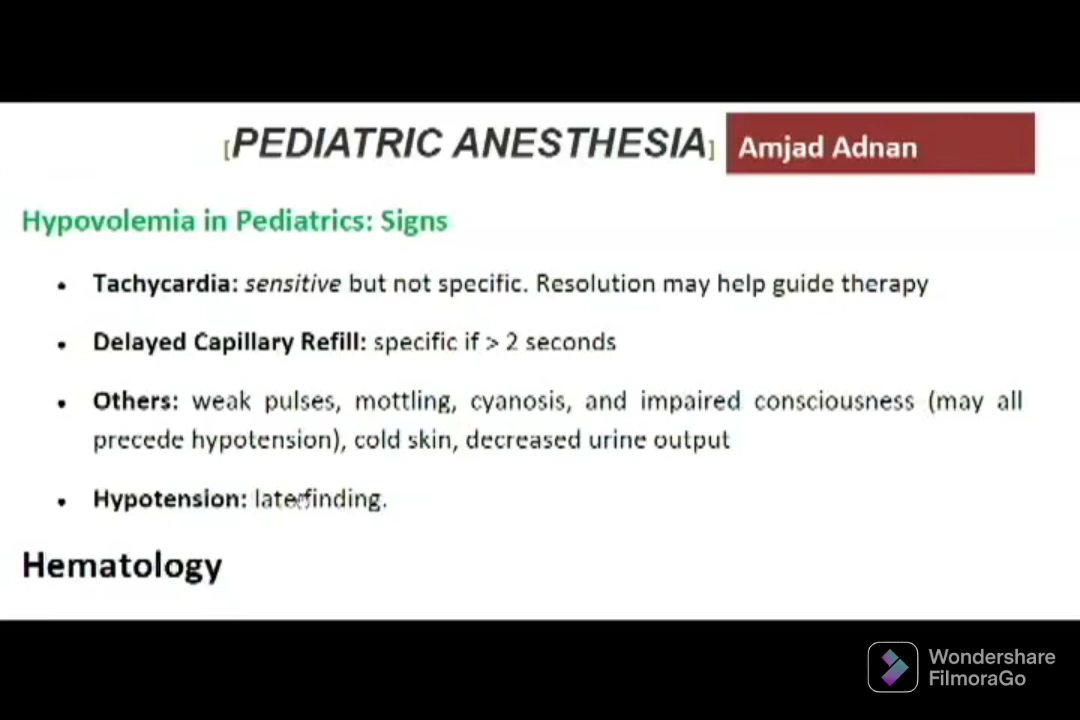 [PEDIATRIC ANESTHESIA] Amjad Adnan
Hypovolemia in Pediatrics: Signs
• Tachycardia: sensitive but not specific. Resolution may help guide therapy
• Delayed Capillary Refill: specific if > 2 seconds
• Others: weak pulses, mottling, cyanosis, and impaired consciousness (may all
precede hypotension), cold skin, decreased urine output
• Hypotension: late finding.
Hematology
Wondershare
FilmoraGo